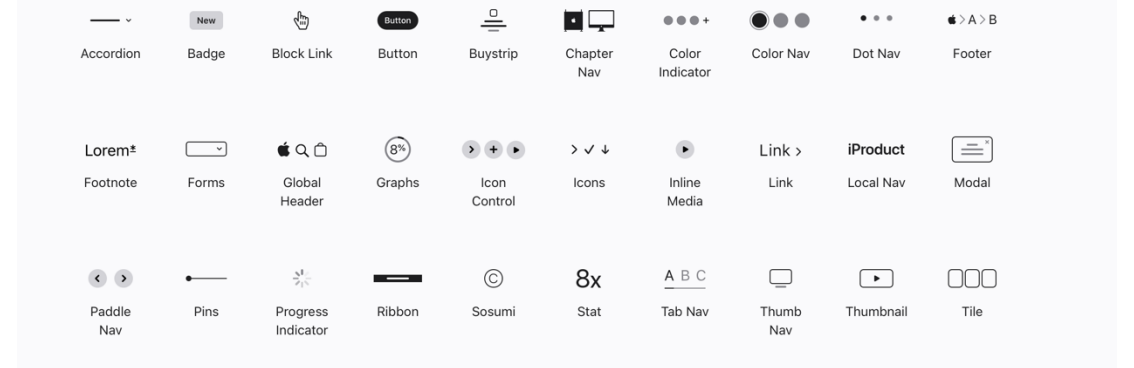 New
Button
A
B
Accordion
Badge
Block Link
Button
Buystrip
Chapter
Nav
Color
Indicator
Color Nav
Dot Nav
Footer
Lorem*
8%
Link
iProduct
Footnote
Forms
Global
Header
Graphs
Icon
Control
Icons
Inline
Media
Link
Local Nav
Modal
8x
A B C
Paddle
Nav
Pins
Progress
Indicator
Ribbon
Sosumi
Stat
Tab Nav
Thumb
Nav
Thumbnail
Tile